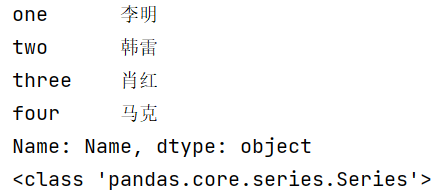 one      李明
two      韩雷
three    肖红
four     马克
Name: Name, dtype: object
<class 'pandas.core.series.Series'>